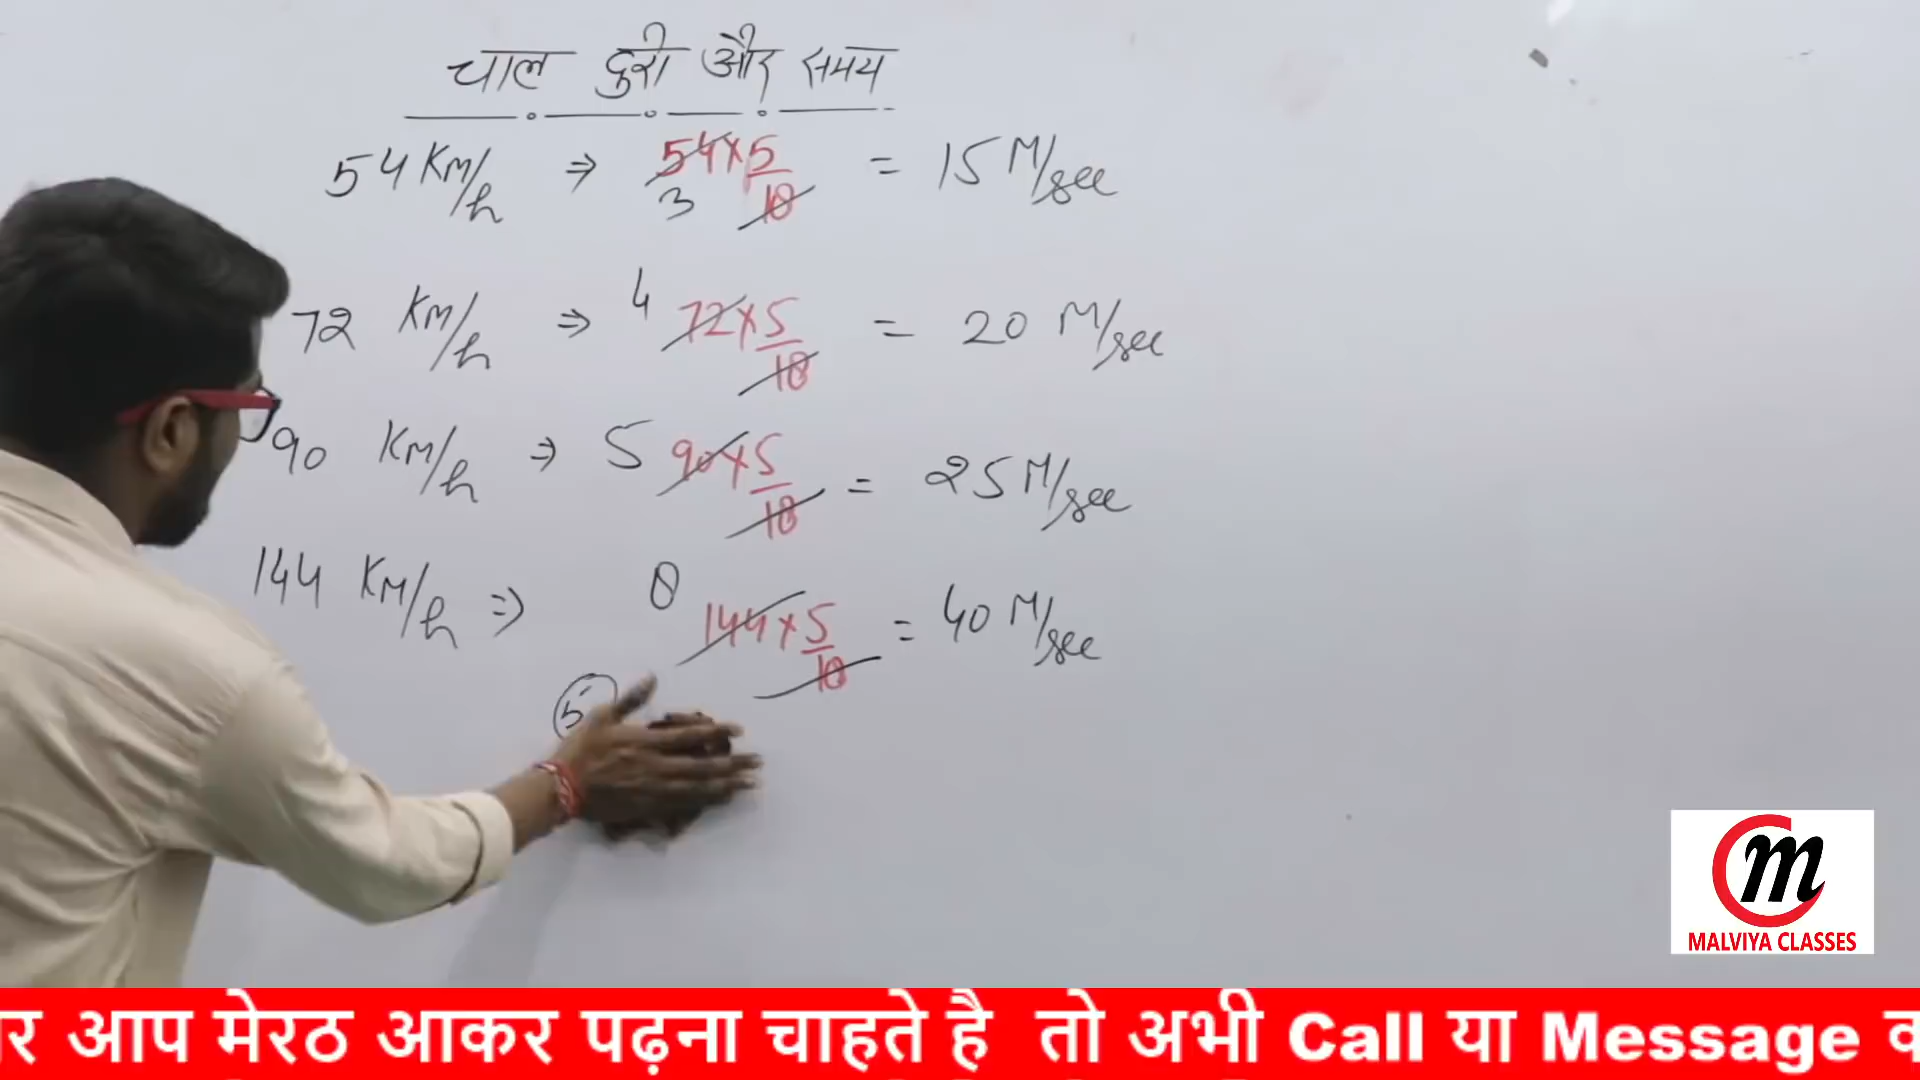 चाल दुरी और समय
54 KM/h ⇒ 54×5/18 = 15 M/sec
3
72 KM/h ⇒ 4 72×5/18 = 20 M/sec
90 KM/h ⇒ 5 90×5/18 = 25 M/sec
144 KM/h ⇒ 8 144×5/18 = 40 M/sec
5
m
MALVIYA CLASSES
आप मेरठ आकर पढ़ना चाहते है तो अभी Call या Message